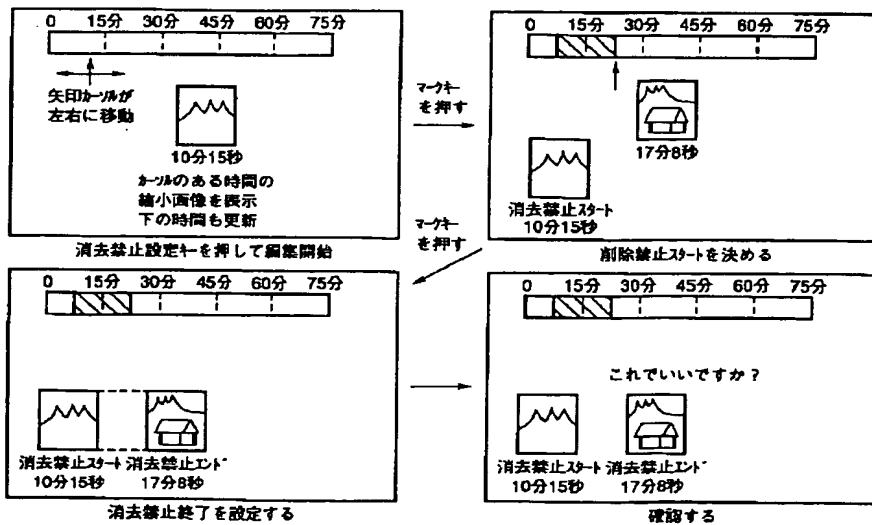 0 15分 30分 45分 60分 75分
矢印カーソルが
左右に移動
10分15秒
カーソルのある時間の
縮小画像を表示
下の時間も更新
消去禁止設定キーを押して編集開始
マークキー
を押す
0 15分 30分 45分 60分 75分
17分8秒
消去禁止スタート
10分15秒
削除禁止スタートを決める
マークキー
を押す
0 15分 30分 45分 60分 75分
消去禁止スタート 消去禁止エンド
10分15秒 17分8秒
消去禁止終了を設定する
0 15分 30分 45分 60分 75分
これでいいですか？
消去禁止スタート 消去禁止エンド
10分15秒 17分8秒
確認する